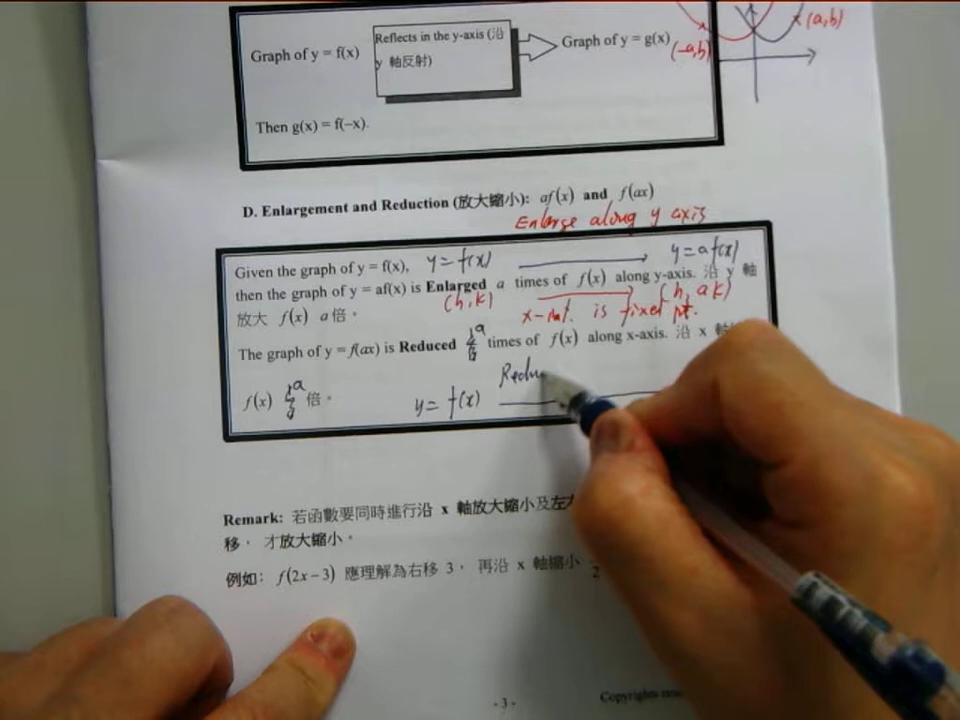 Graph of y = f(x)
Reflects in the y-axis (沿
y 軸反射)
Graph of y = g(x)
(-a,b)
(a,b)
Then g(x) = f(−x).
D. Enlargement and Reduction (放大縮小): af(x) and f(ax)
Enlarge along y axis
Given the graph of y = f(x), y = f(x) y = a f(x)
then the graph of y = af(x) is Enlarged a times of f(x) along y-axis. 沿 y 軸
(h,k) (h, ak)
放大 f(x) a倍。
x-int. is fixed pt.
The graph of y = f(ax) is Reduced times of f(x) along x-axis. 沿 x
Redu
f(x) 倍。
y = f(x)
Remark: 若函數要同時進行沿 x 軸放大縮小及左
移，才放大縮小。
例如: f(2x − 3) 應理解為右移 3，再沿 x 軸縮小
2
- 3 -
Copyrights